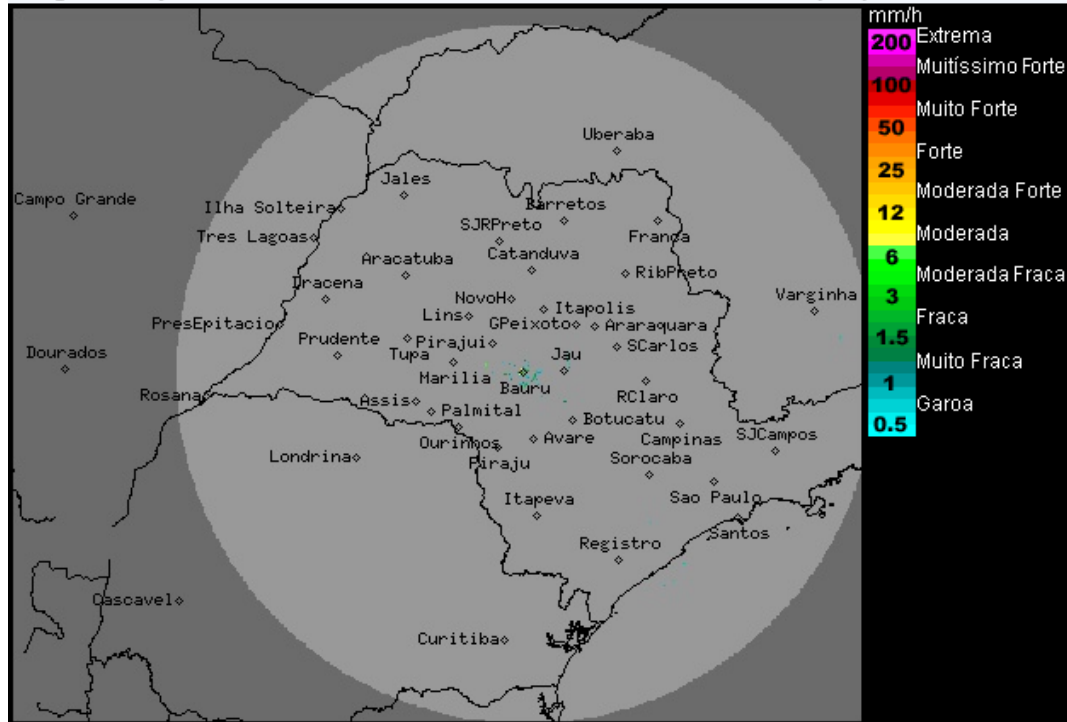 mm/h
200 Extrema
Muitíssimo Forte
100
Muito Forte
50
Forte
25
Moderada Forte
12
Moderada
6
Moderada Fraca
3
Fraca
1.5
Muito Fraca
1
Garoa
0.5
Uberaba
Jales
Campo Grande
Ilha Solteira
Barretos
SJRPreto
Franca
Tres Lagoas
Catanduva
Aracatuba
RibPreto
Dracena
NovoH
Itapolis
Varginha
Lins
GPeixoto
Araraquara
PresEpitacio
Prudente
Pirajui
SCarlos
Dourados
Tupa
Jau
Marilia
Bauru
Rosana
Assis
RClaro
Palmital
Botucatu
Ourinhos
Avare
Campinas
SJCampos
Londrina
Piraju
Sorocaba
Itapeva
Sao Paulo
Santos
Registro
Cascavel
Curitiba